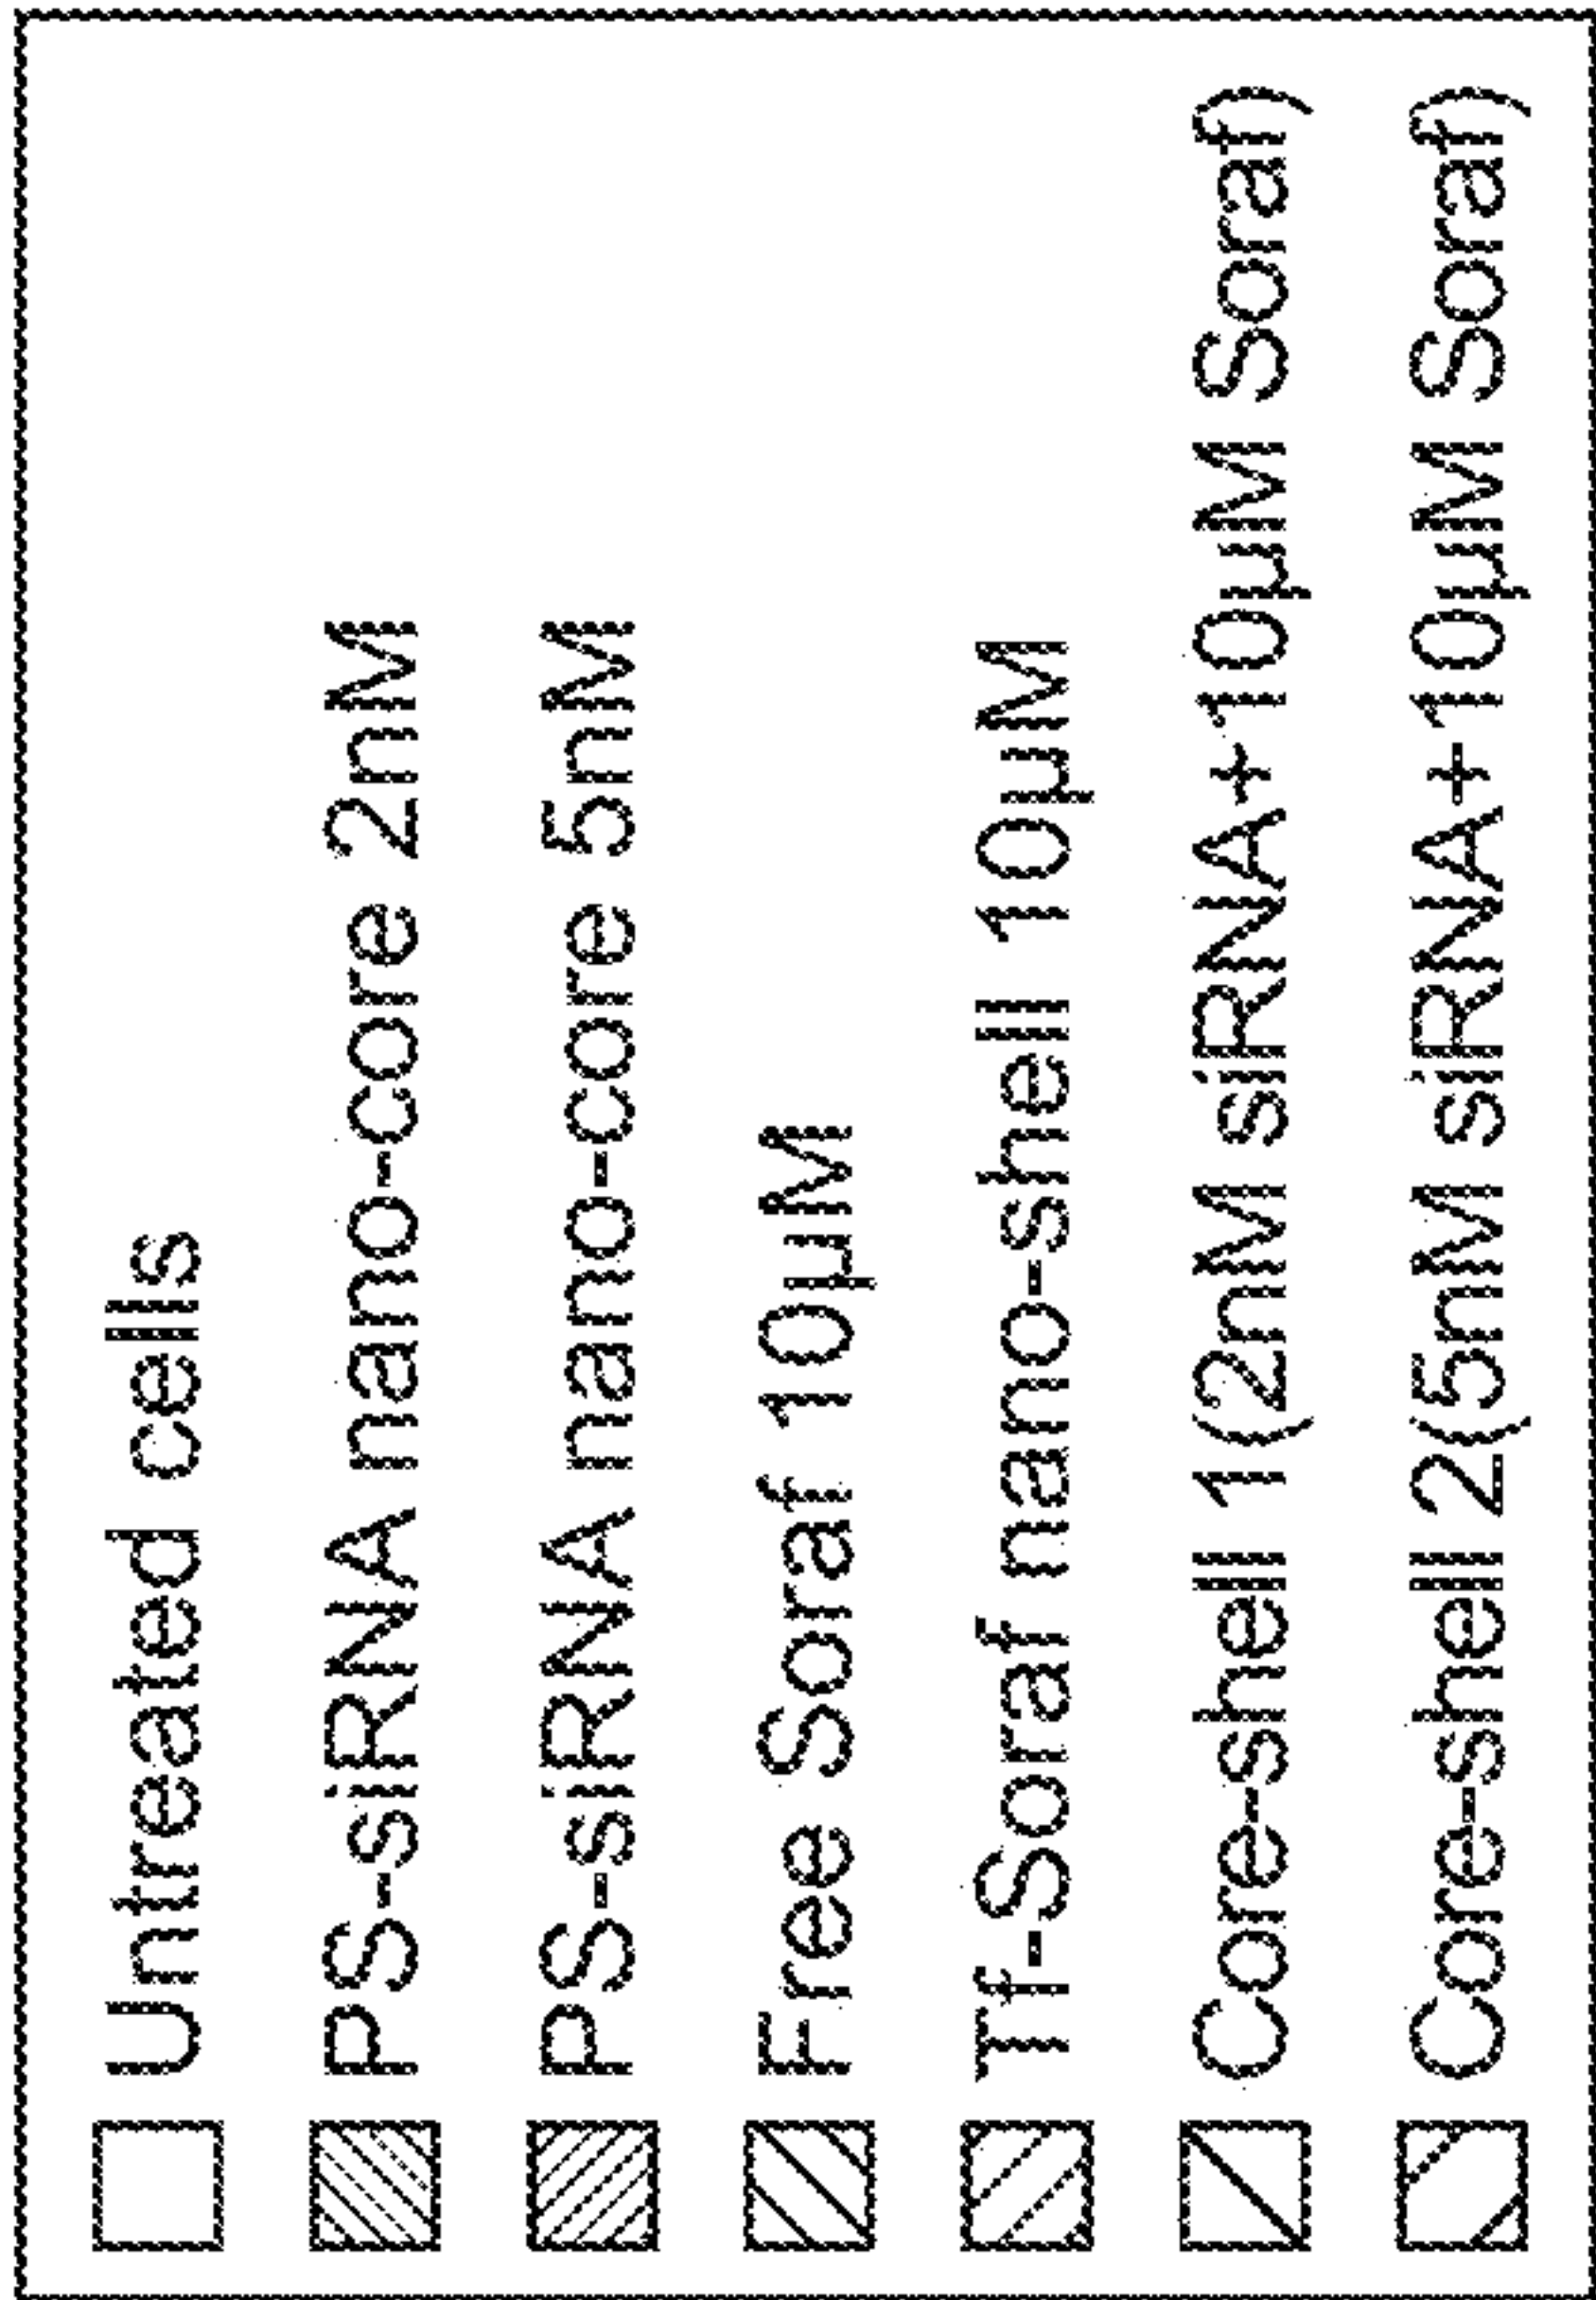 Untreated cells
PS-siRNA nano-core 2nM
PS-siRNA nano-core 5nM
Free Soraf 10µM
Tf-Soraf nano-shell 10µM
Core-shell 1(2nM siRNA+10µM Soraf)
Core-shell 2(5nM siRNA+10µM Soraf)